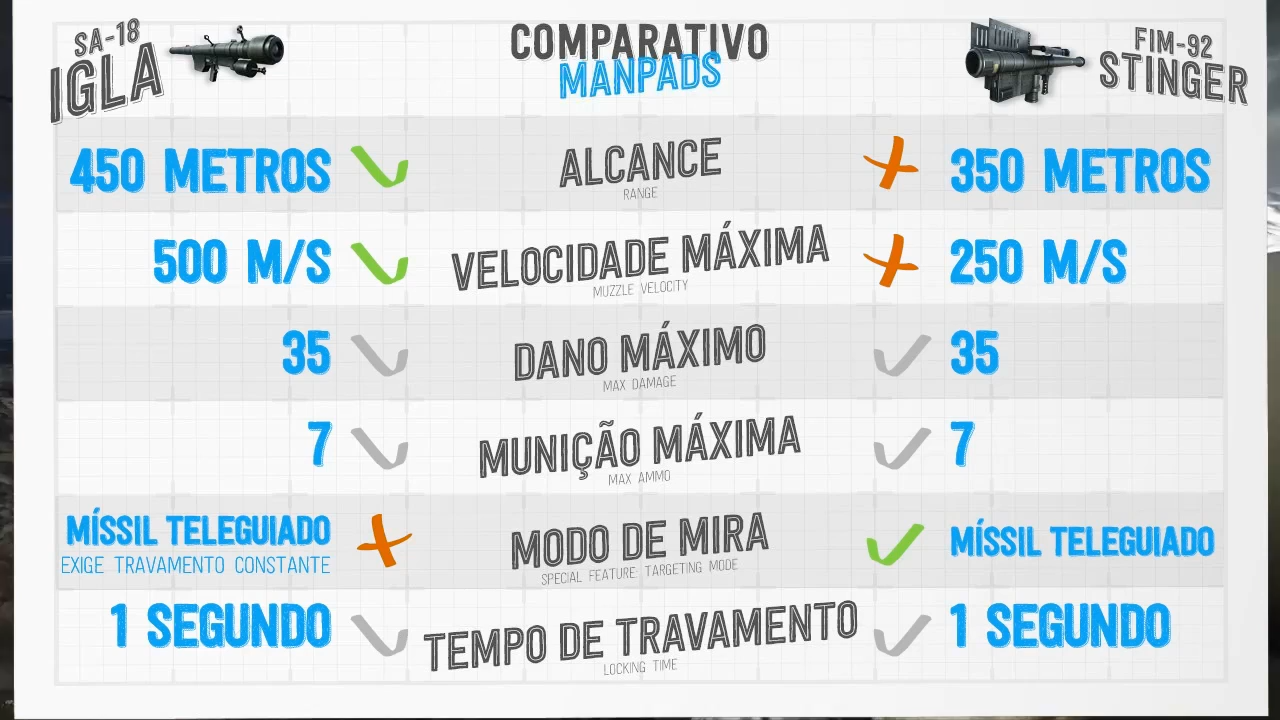 SA-18
IGLA
COMPARATIVO
MANPADS
FIM-92
STINGER
450 METROS
ALCANCE
RANGE
350 METROS
500 M/S
VELOCIDADE MÁXIMA
MUZZLE VELOCITY
250 M/S
35
DANO MÁXIMO
MAX DAMAGE
35
7
MUNIÇÃO MÁXIMA
MAX AMMO
7
MÍSSIL TELEGUIADO
EXIGE TRAVAMENTO CONSTANTE
MODO DE MIRA
SPECIAL FEATURE: TARGETING MODE
MÍSSIL TELEGUIADO
1 SEGUNDO
TEMPO DE TRAVAMENTO
LOCKING TIME
1 SEGUNDO